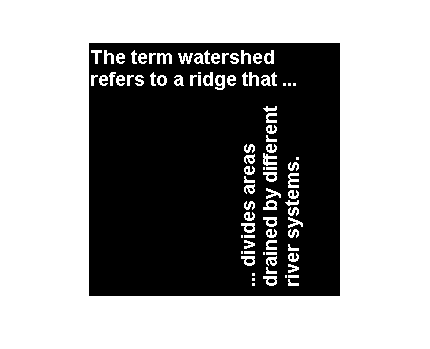 The term watershed
refers to a ridge that ...
... divides areas
drained by different
river systems.